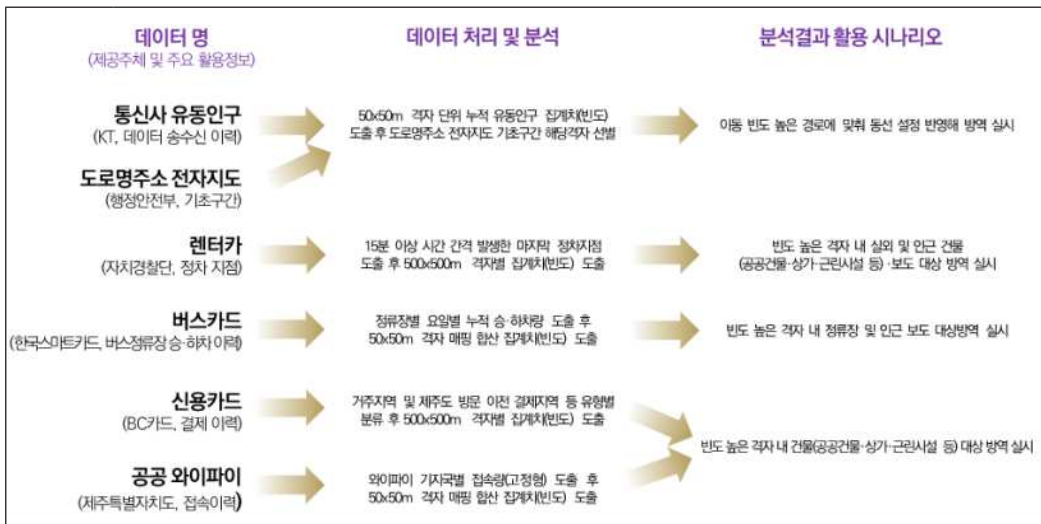 데이터 명
(제공주체 및 주요 활용정보)
데이터 처리 및 분석
분석결과 활용 시나리오
통신사 유동인구
(KT, 데이터 송수신 이력)
도로명주소 전자지도
(행정안전부, 기초구간)
50x50m 격자 단위 누적 유동인구 집계치(빈도)
도출 후 도로명주소 전자지도 기초구간 해당격자 선별
이동 빈도 높은 경로에 맞춰 동선 설정 반영해 방역 실시
렌터카
(자치경찰단, 정차 지점)
15분 이상 시간 간격 발생한 마지막 정차지점
도출 후 500x500m 격자별 집계치(빈도) 도출
빈도 높은 격자 내 실외 및 인근 건물
(공공건물·상가·근린시설 등)·보도 대상 방역 실시
버스카드
(한국스마트카드, 버스정류장 승·하차 이력)
정류장별 요일별 누적 승·하차량 도출 후
50x50m 격자 매핑 합산 집계치(빈도) 도출
빈도 높은 격자 내 정류장 및 인근 보도 대상방역 실시
신용카드
(BC카드, 결제 이력)
거주지역 및 제주도 방문 이전 결제지역 등 유형별
분류 후 500x500m 격자별 집계치(빈도) 도출
공공 와이파이
(제주특별자치도, 접속이력)
와이파이 기지국별 접속량(고정형) 도출 후
50x50m 격자 매핑 합산 집계치(빈도) 도출
빈도 높은 격자 내 건물(공공건물·상가·근린시설 등) 대상 방역 실시